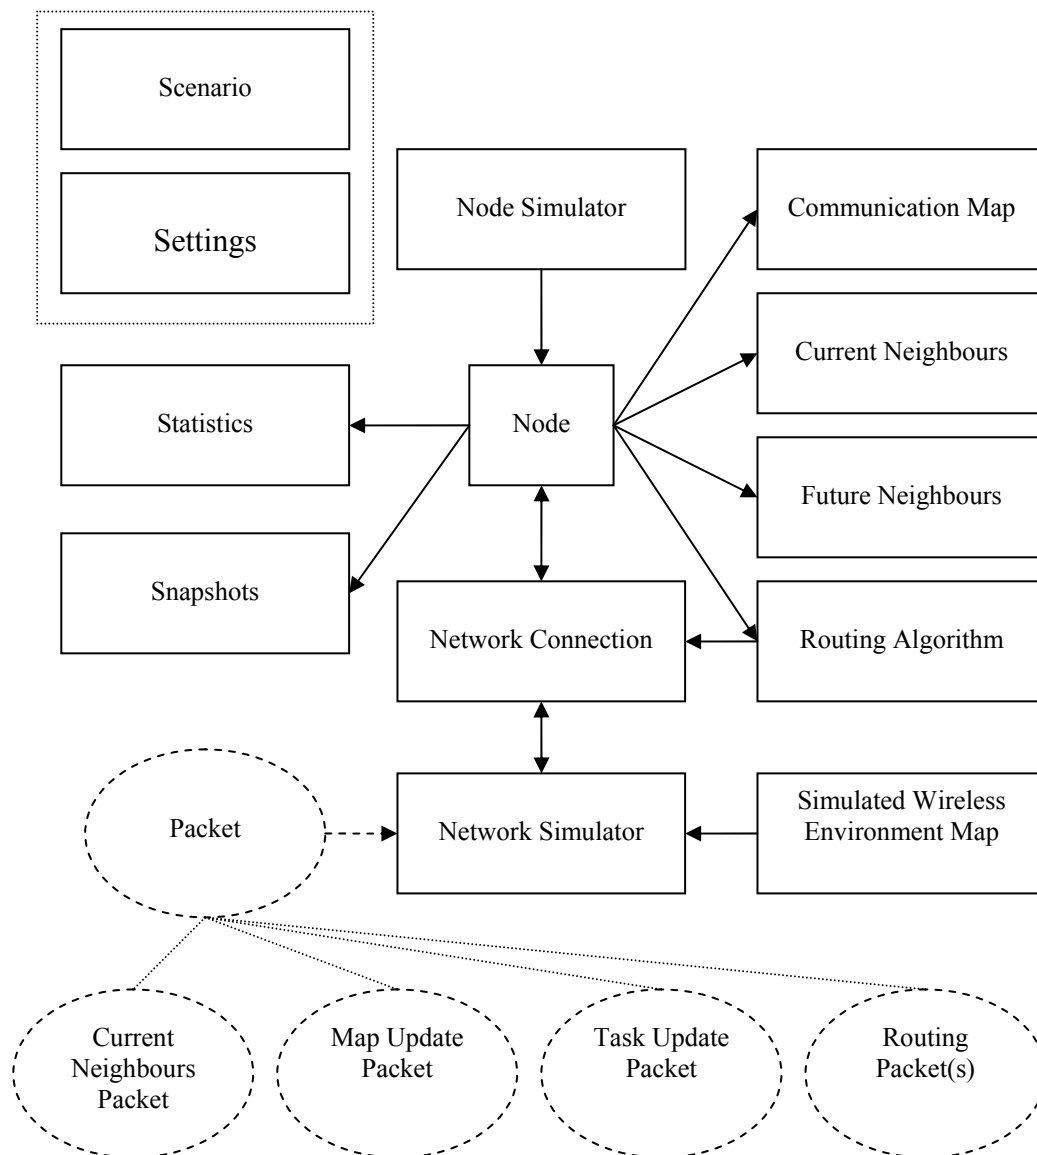 Scenario
Settings
Node Simulator
Communication Map
Current Neighbours
Statistics
Node
Future Neighbours
Snapshots
Network Connection
Routing Algorithm
Packet
Network Simulator
Simulated Wireless
Environment Map
Current
Neighbours
Packet
Map Update
Packet
Task Update
Packet
Routing
Packet(s)